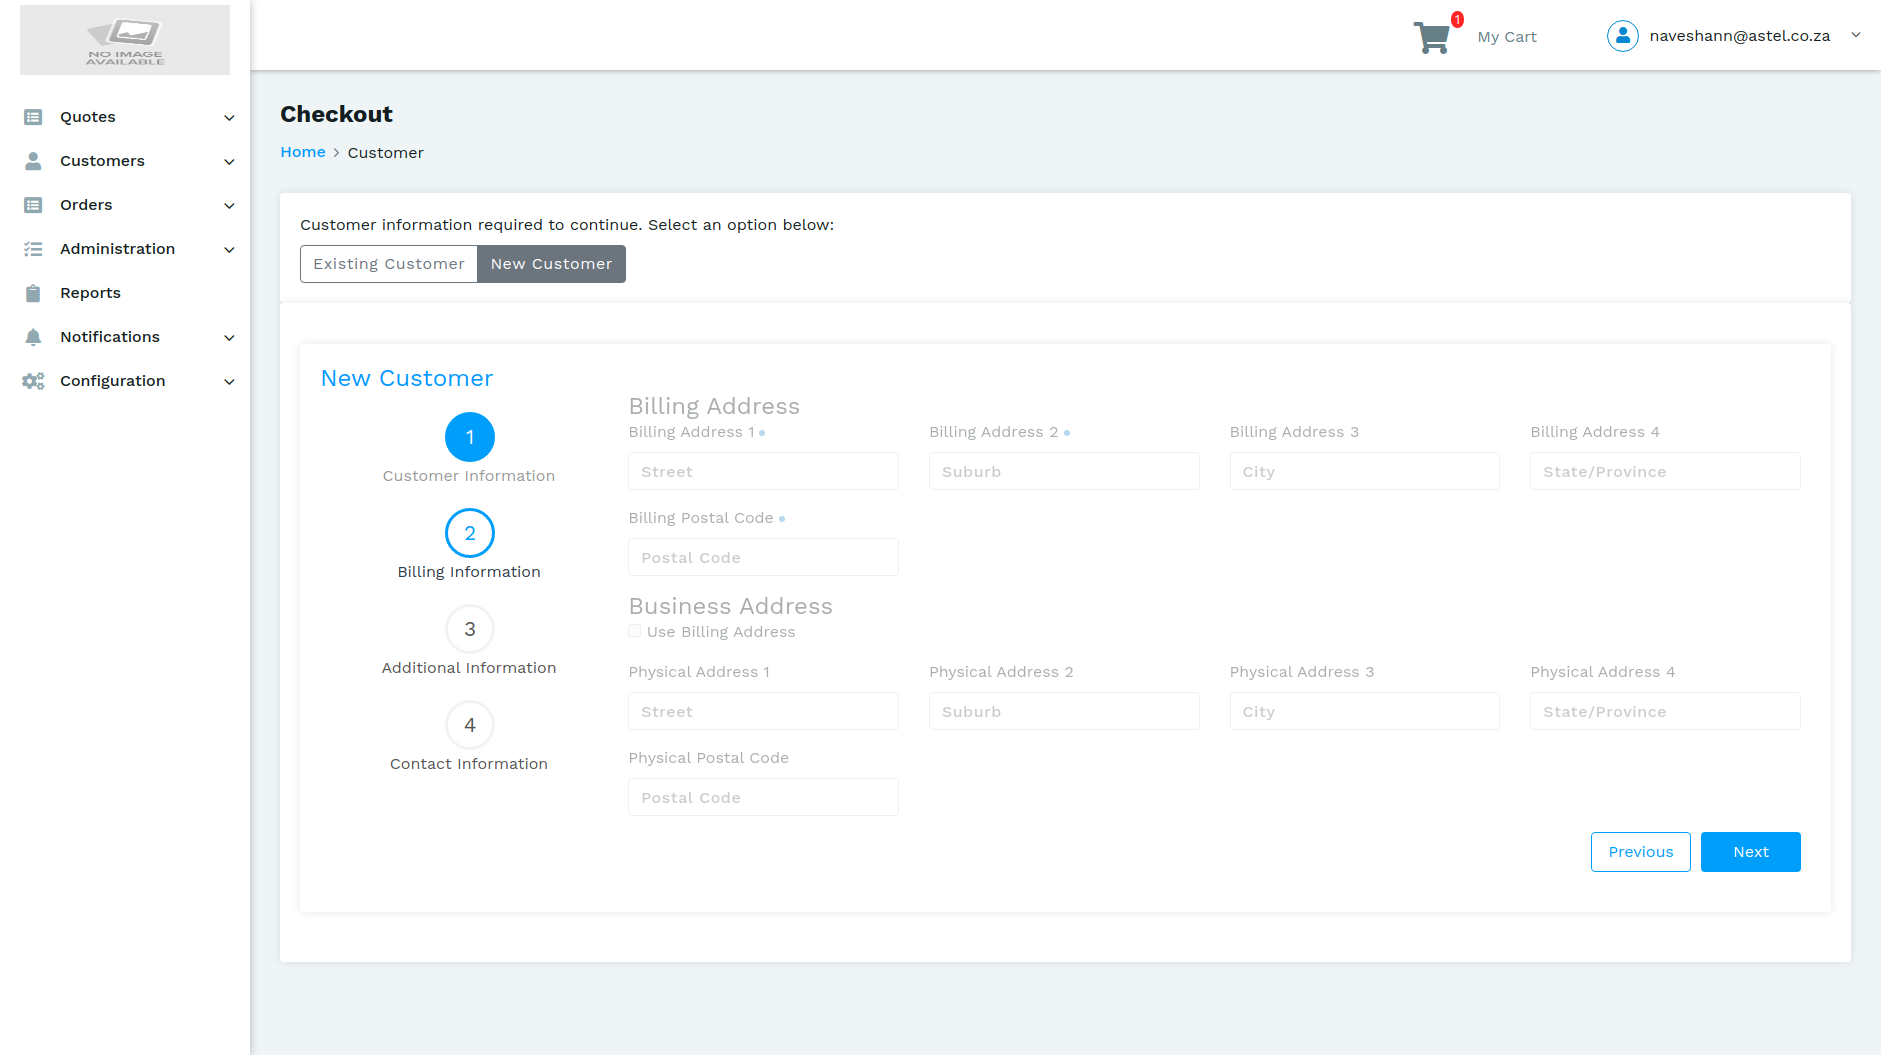 NO IMAGE
AVAILABLE
1
My Cart
naveshann@astel.co.za
Quotes
Customers
Orders
Administration
Reports
Notifications
Configuration
Checkout
Home > Customer
Customer information required to continue. Select an option below:
Existing Customer New Customer
New Customer
1
Customer Information
2
Billing Information
3
Additional Information
4
Contact Information
Billing Address
Billing Address 1 Billing Address 2 Billing Address 3 Billing Address 4
Street Suburb City State/Province
Billing Postal Code
Postal Code
Business Address
Use Billing Address
Physical Address 1 Physical Address 2 Physical Address 3 Physical Address 4
Street Suburb City State/Province
Physical Postal Code
Postal Code
Previous Next